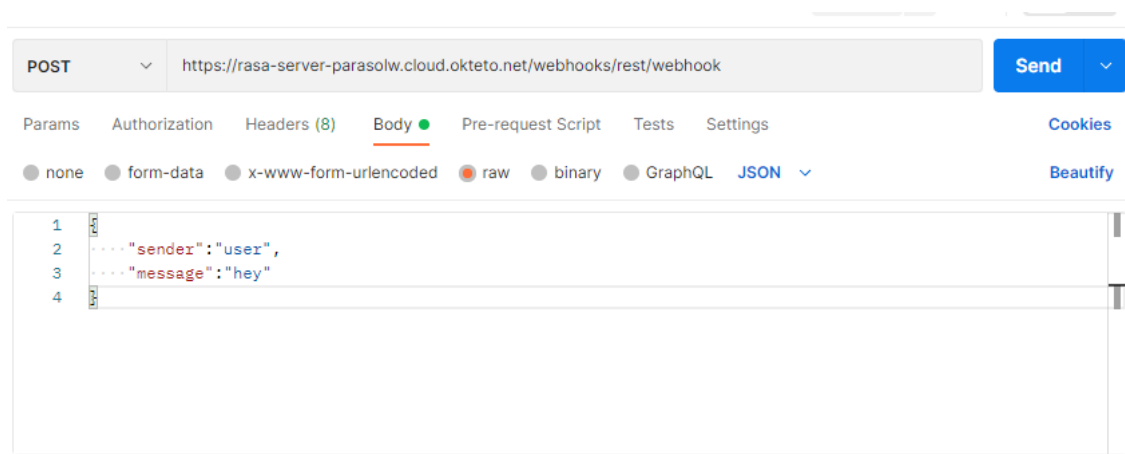 POST https://rasa-server-parasolw.cloud.okteto.net/webhooks/rest/webhook Send
Params Authorization Headers (8) Body Pre-request Script Tests Settings Cookies
none form-data x-www-form-urlencoded raw binary GraphQL JSON Beautify
1 {
2 ····"sender":"user",
3 ····"message":"hey"
4 }